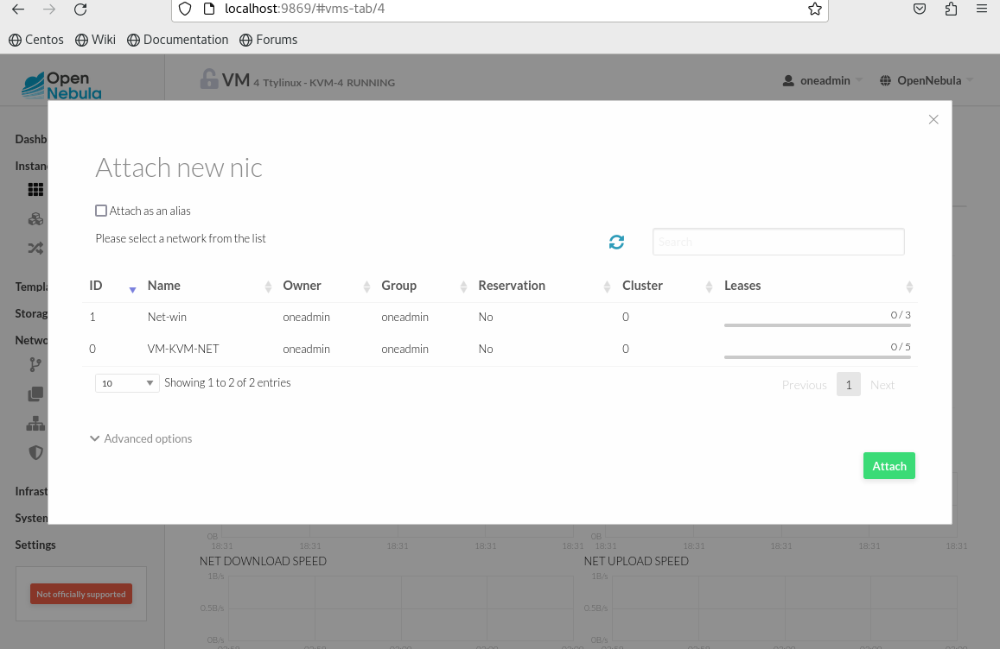 localhost:9869/#vms-tab/4
Centos Wiki Documentation Forums
Open
Nebula
VM 4 Ttylinux - KVM-4 RUNNING
oneadmin
OpenNebula
Dashb
Instanc
Templa
Storag
Netwo
Infrast
System
Settings
Not officially supported
Attach new nic
Attach as an alias
Please select a network from the list
Search
ID Name Owner Group Reservation Cluster Leases
1 Net-win oneadmin oneadmin No 0 0 / 3
0 VM-KVM-NET oneadmin oneadmin No 0 0 / 5
10 Showing 1 to 2 of 2 entries
Previous 1 Next
Advanced options
Attach
0B 0B
18:31 18:31 18:31 18:31 18:31 18:31 18:31 18:31 18:31 18:31
NET DOWNLOAD SPEED NET UPLOAD SPEED
1B/s 1B/s
0.5B/s 0.5B/s
0B/s 0B/s